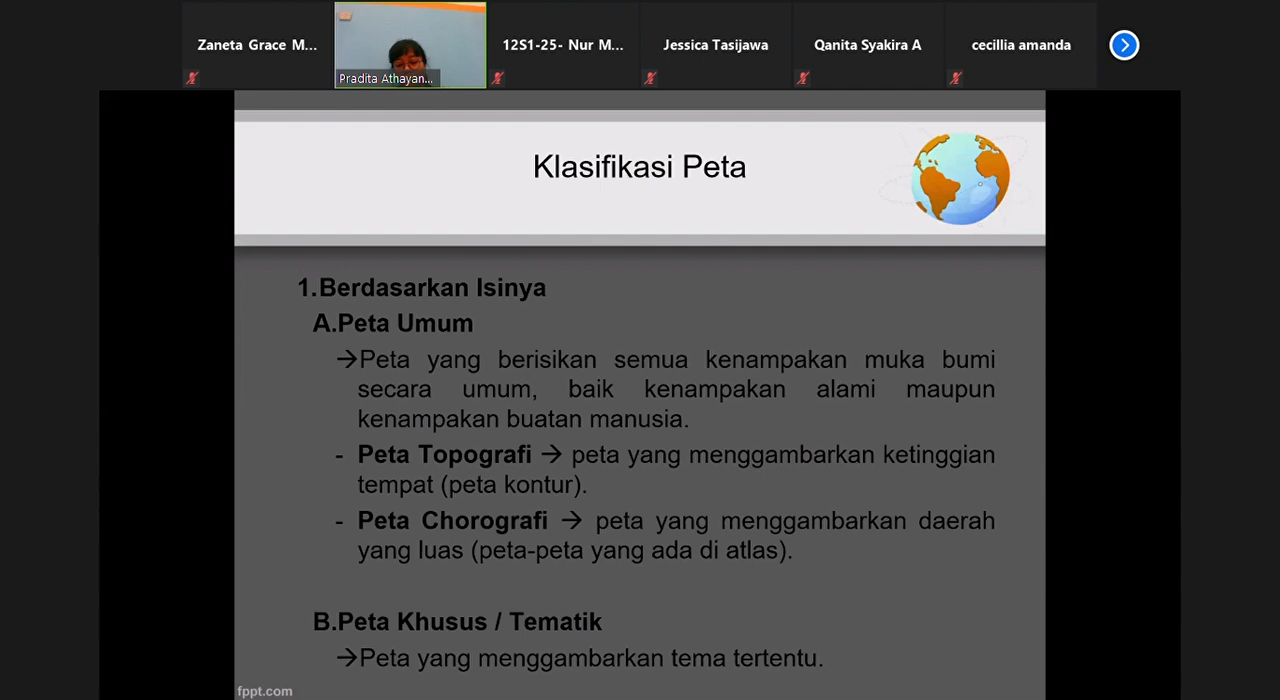 Zaneta Grace M...
12S1-25- Nur M...
Jessica Tasijawa
Qanita Syakira A
cecillia amanda
Pradita Athayan...
Klasifikasi Peta
1.Berdasarkan Isinya
A.Peta Umum
→Peta yang berisikan semua kenampakan muka bumi
secara umum, baik kenampakan alami maupun
kenampakan buatan manusia.
- Peta Topografi → peta yang menggambarkan ketinggian
tempat (peta kontur).
- Peta Chorografi → peta yang menggambarkan daerah
yang luas (peta-peta yang ada di atlas).
B.Peta Khusus / Tematik
→Peta yang menggambarkan tema tertentu.
fppt.com